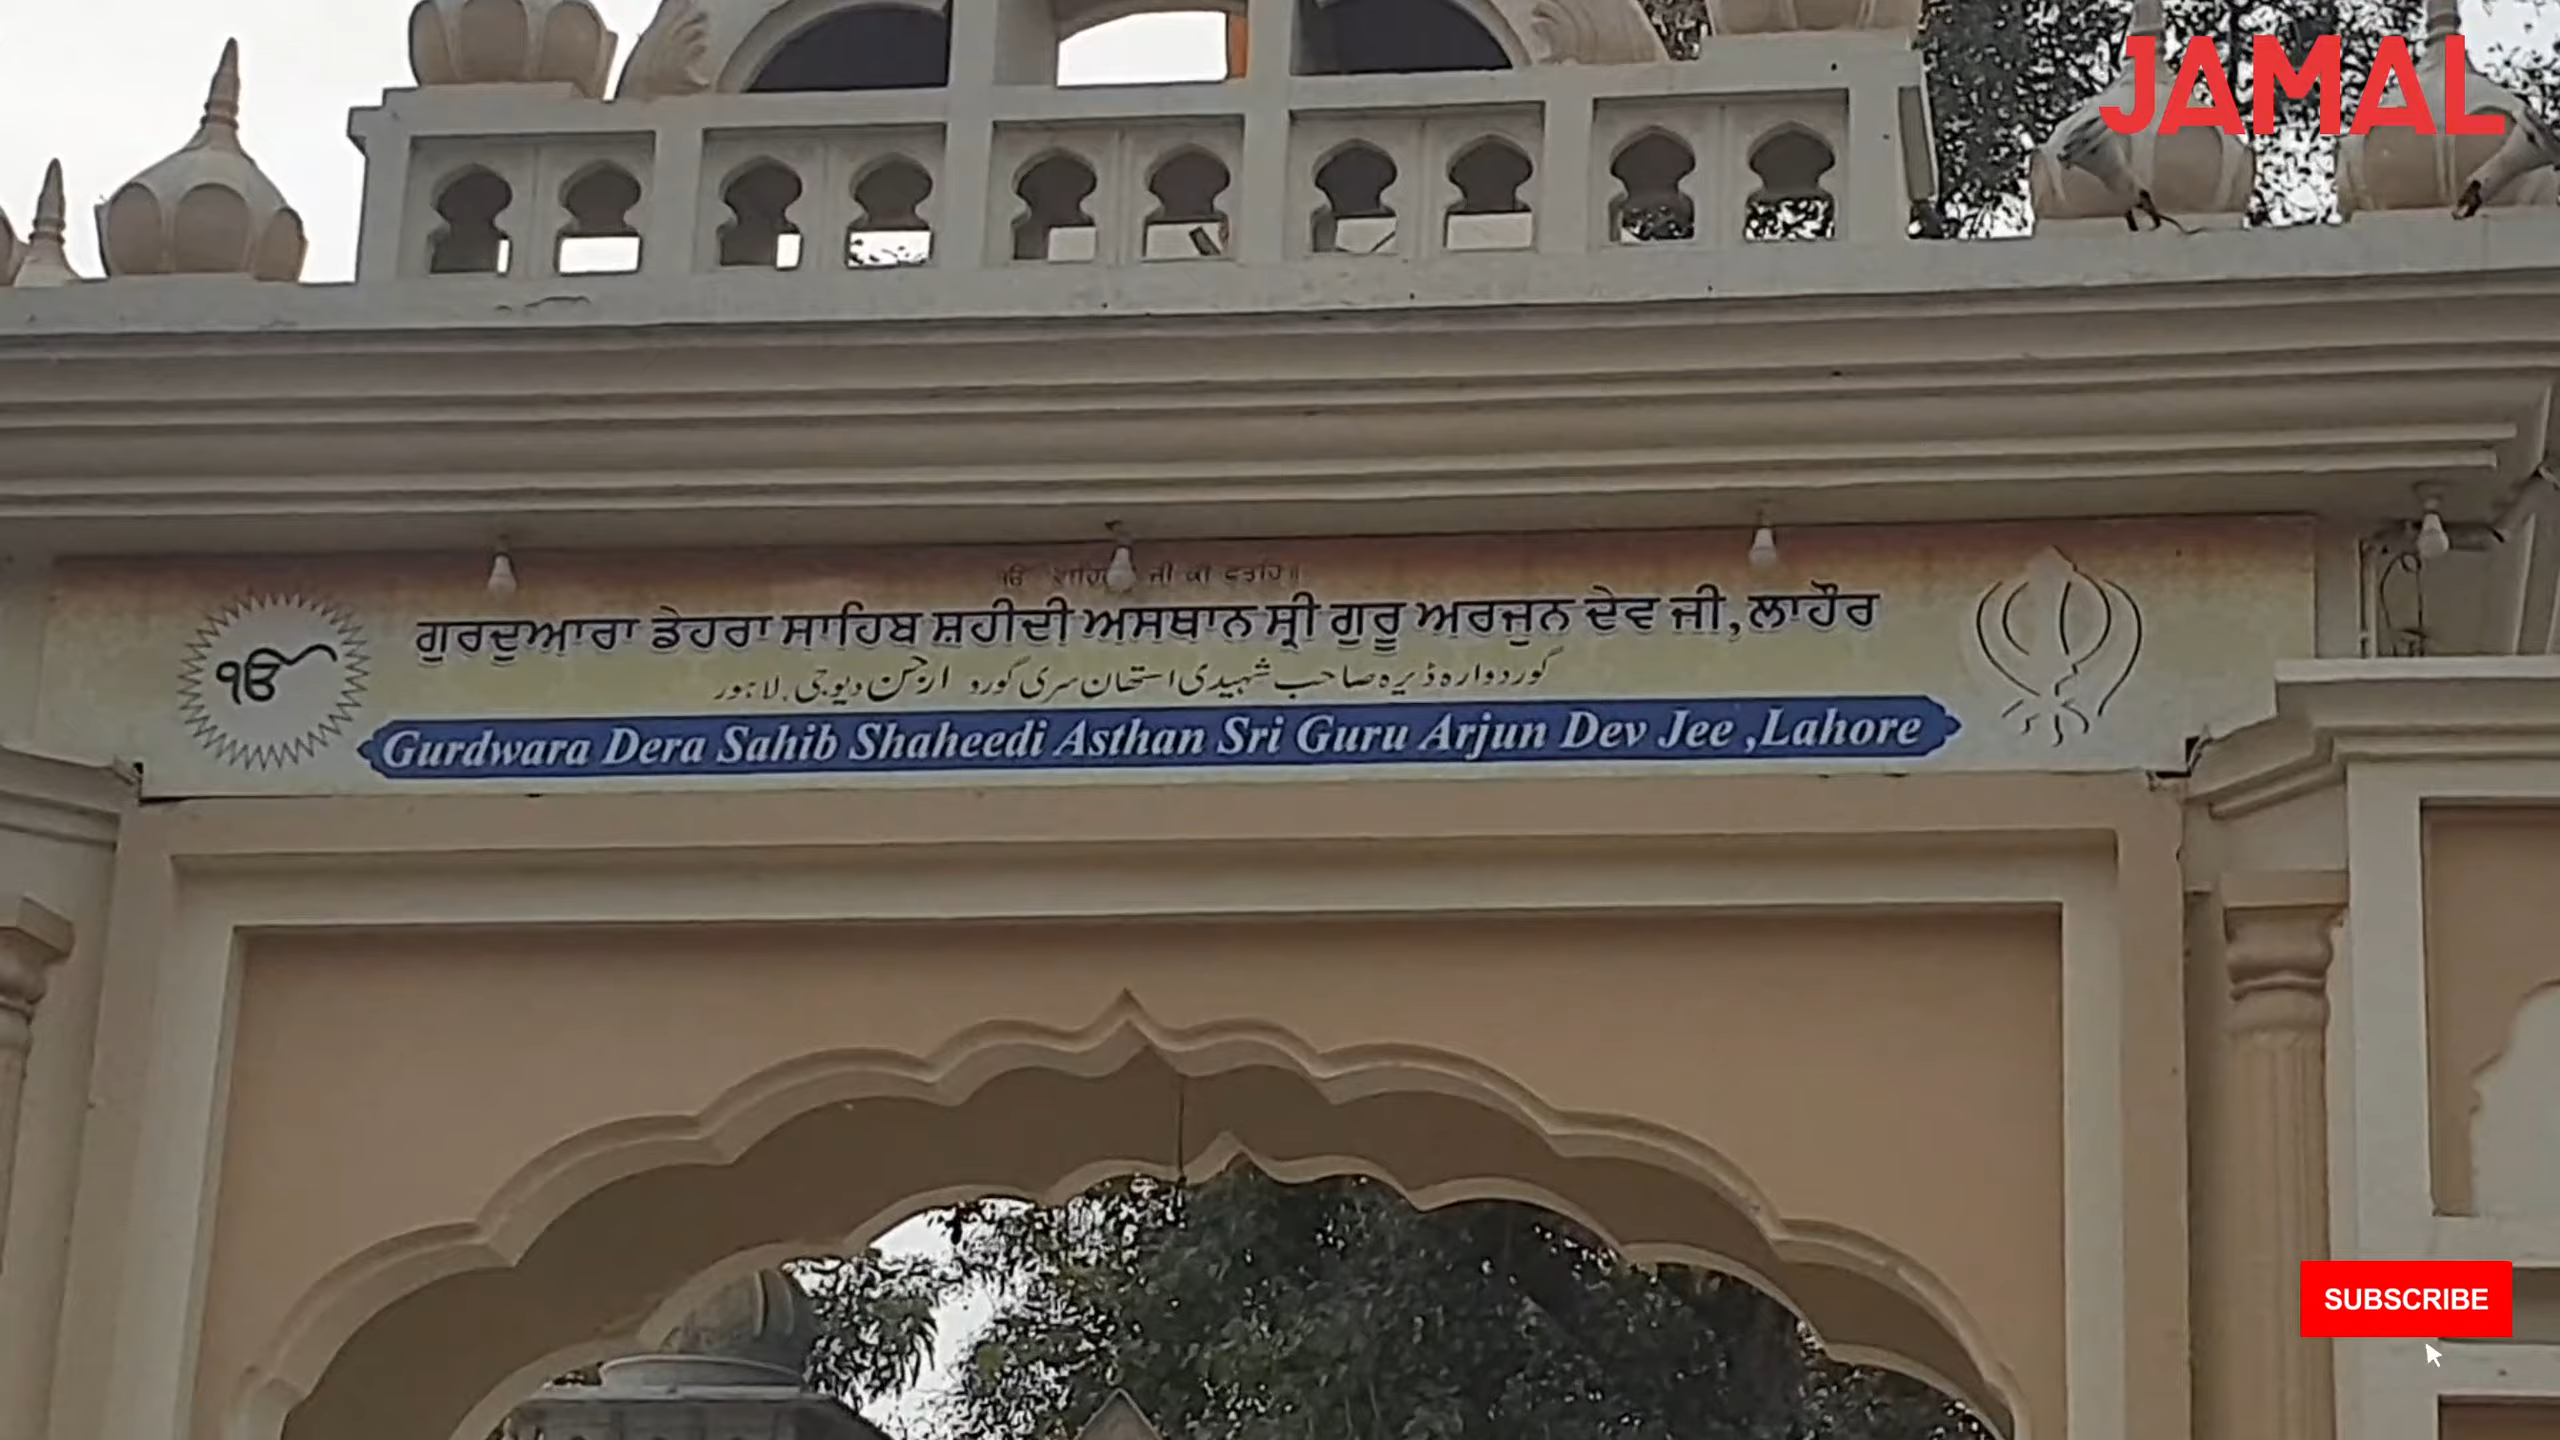 JAMAL
ੴ ਜੀ ਕੀ ਫਤਹਿ॥
ਗੁਰਦੁਆਰਾ ਡੇਹਰਾ ਸਾਹਿਬ ਸ਼ਹੀਦੀ ਅਸਥਾਨ ਸ੍ਰੀ ਗੁਰੂ ਅਰਜੁਨ ਦੇਵ ਜੀ,ਲਾਹੌਰ
ੴ
گوردوارہ ڈیرہ صاحب شہیدی استھان سری گورو ارجن دیو جی۔ لاہور
Gurdwara Dera Sahib Shaheedi Asthan Sri Guru Arjun Dev Jee ,Lahore
SUBSCRIBE